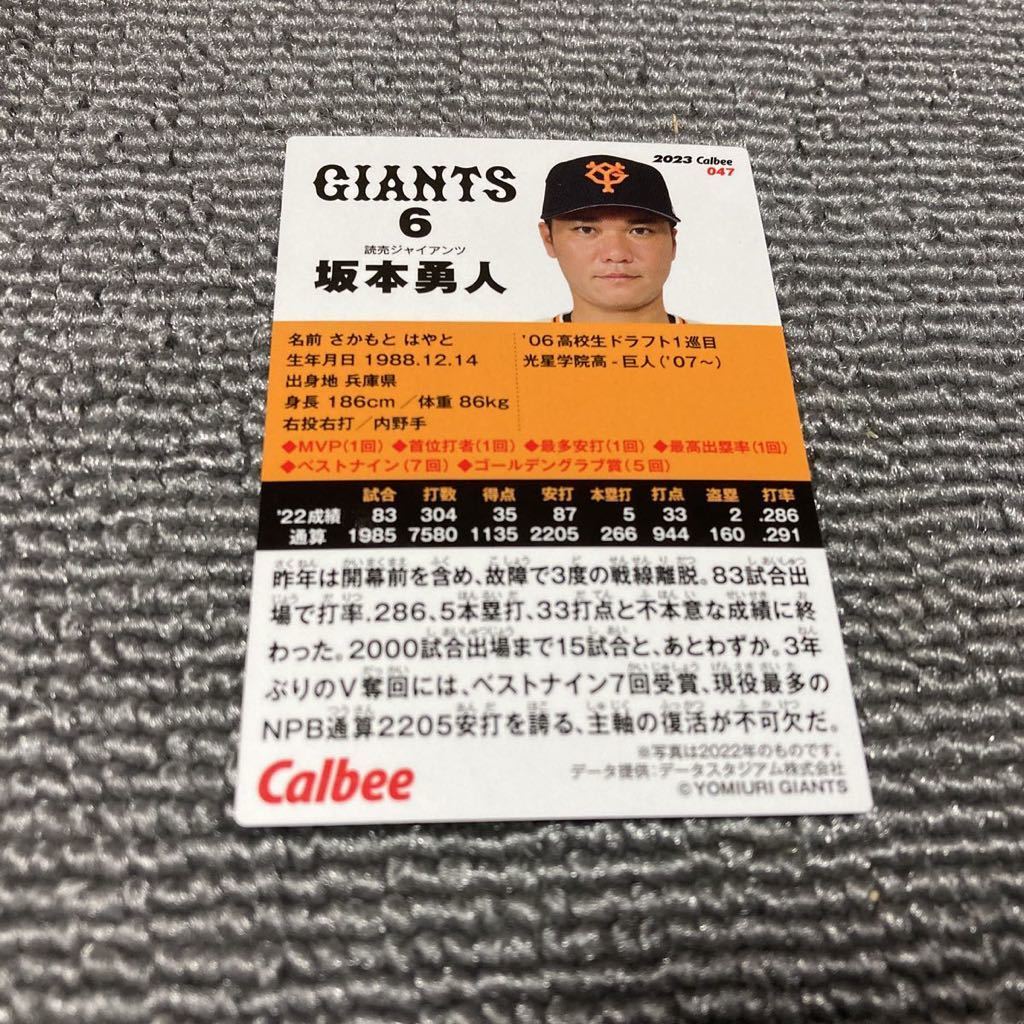 GIANTS
6
読売ジャイアンツ
坂本勇人
2023 Calbee
047
YG
名前 さかもと はやと
生年月日 1988.12.14
出身地 兵庫県
身長 186cm/体重 86kg
右投右打/内野手
'06高校生ドラフト1巡目
光星学院高-巨人('07~)
◆MVP(1回) ◆首位打者(1回) ◆最多安打(1回) ◆最高出塁率(1回)
◆ベストナイン(7回) ◆ゴールデングラブ賞(5回)
試合 打数 得点 安打 本塁打 打点 盗塁 打率
'22成績 83 304 35 87 5 33 2 .286
通算 1985 7580 1135 2205 266 944 160 .291
昨年は開幕前を含め、故障で3度の戦線離脱。83試合出
場で打率.286、5本塁打、33打点と不本意な成績に終
わった。2000試合出場まで15試合と、あとわずか。3年
ぶりのV奪回には、ベストナイン7回受賞、現役最多の
NPB通算2205安打を誇る、主軸の復活が不可欠だ。
※写真は2022年のものです。
データ提供:データスタジアム株式会社
©YOMIURI GIANTS
Calbee